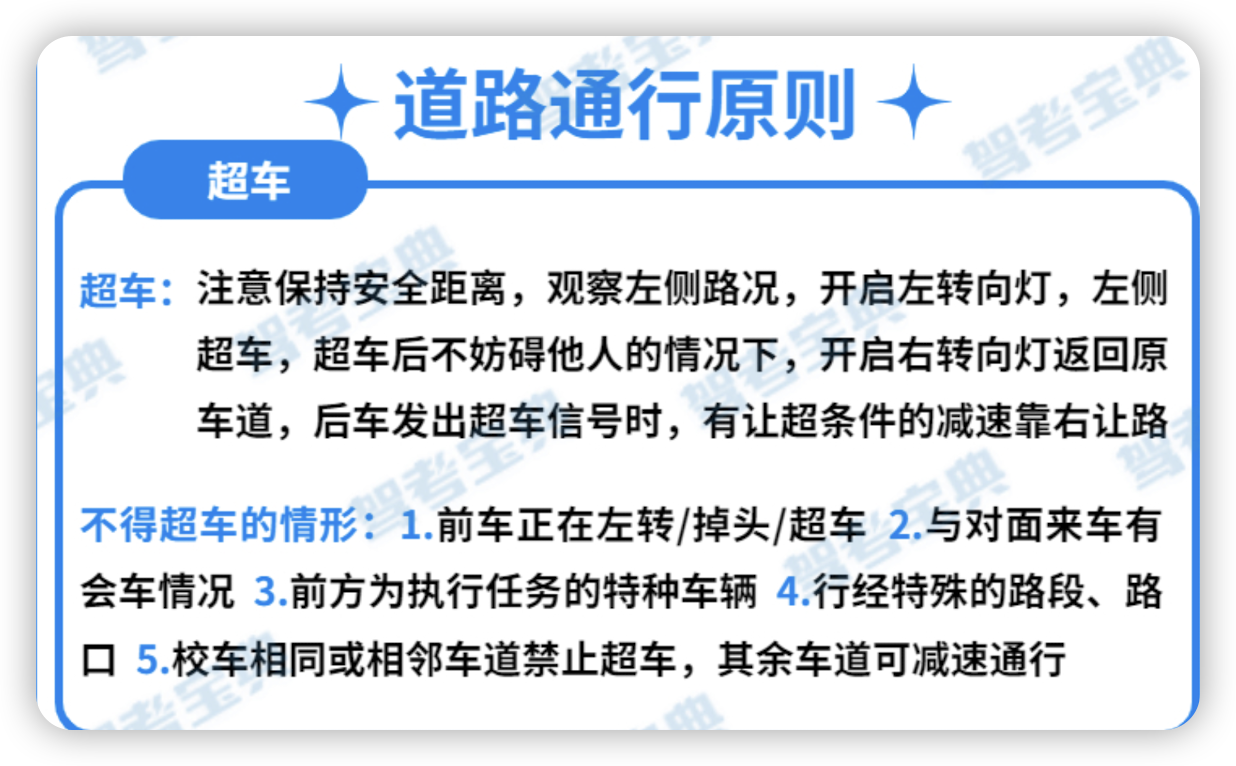 道路通行原则
超车
超车：注意保持安全距离，观察左侧路况，开启左转向灯，左侧
超车，超车后不妨碍他人的情况下，开启右转向灯返回原
车道，后车发出超车信号时，有让超条件的减速靠右让路
不得超车的情形：1.前车正在左转/掉头/超车 2.与对面来车有
会车情况 3.前方为执行任务的特种车辆 4.行经特殊的路段、路
口 5.校车相同或相邻车道禁止超车，其余车道可减速通行
驾考宝典